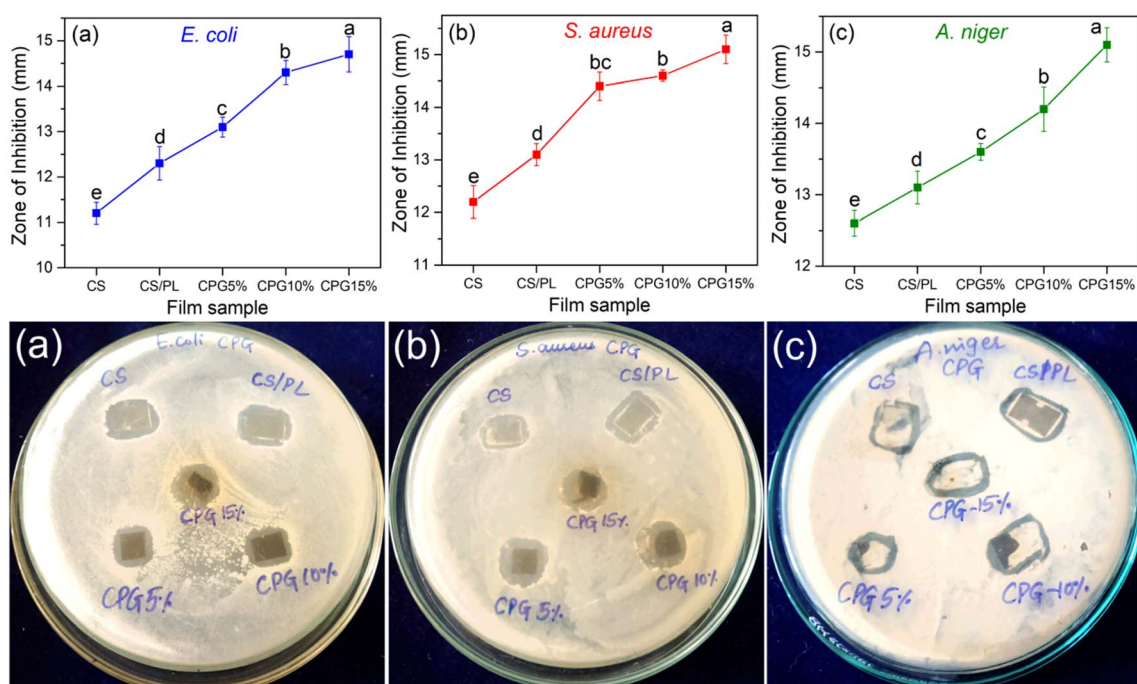 (a)
E. coli
Zone of Inhibition (mm)
15
14
13
12
11
10
e
d
c
b
a
CS
CS/PL
CPG5%
CPG10%
CPG15%
Film sample
(b)
S. aureus
Zone of Inhibition (mm)
16
15
14
13
12
11
e
d
bc
b
a
CS
CS/PL
CPG5%
CPG10%
CPG15%
Film sample
(c)
A. niger
Zone of Inhibition (mm)
15
14
13
12
e
d
c
b
a
CS
CS/PL
CPG5%
CPG10%
CPG15%
Film sample
(a)
E.coli CPG
CS
CS/PL
CPG 15%
CPG 5%
CPG 10%
(b)
S. aureus CPG
CS
CS/PL
CPG 15%
CPG 5%
CPG 10%
(c)
A. niger
CPG
CS
CPG-15%
CPG 5%
CPG-10%